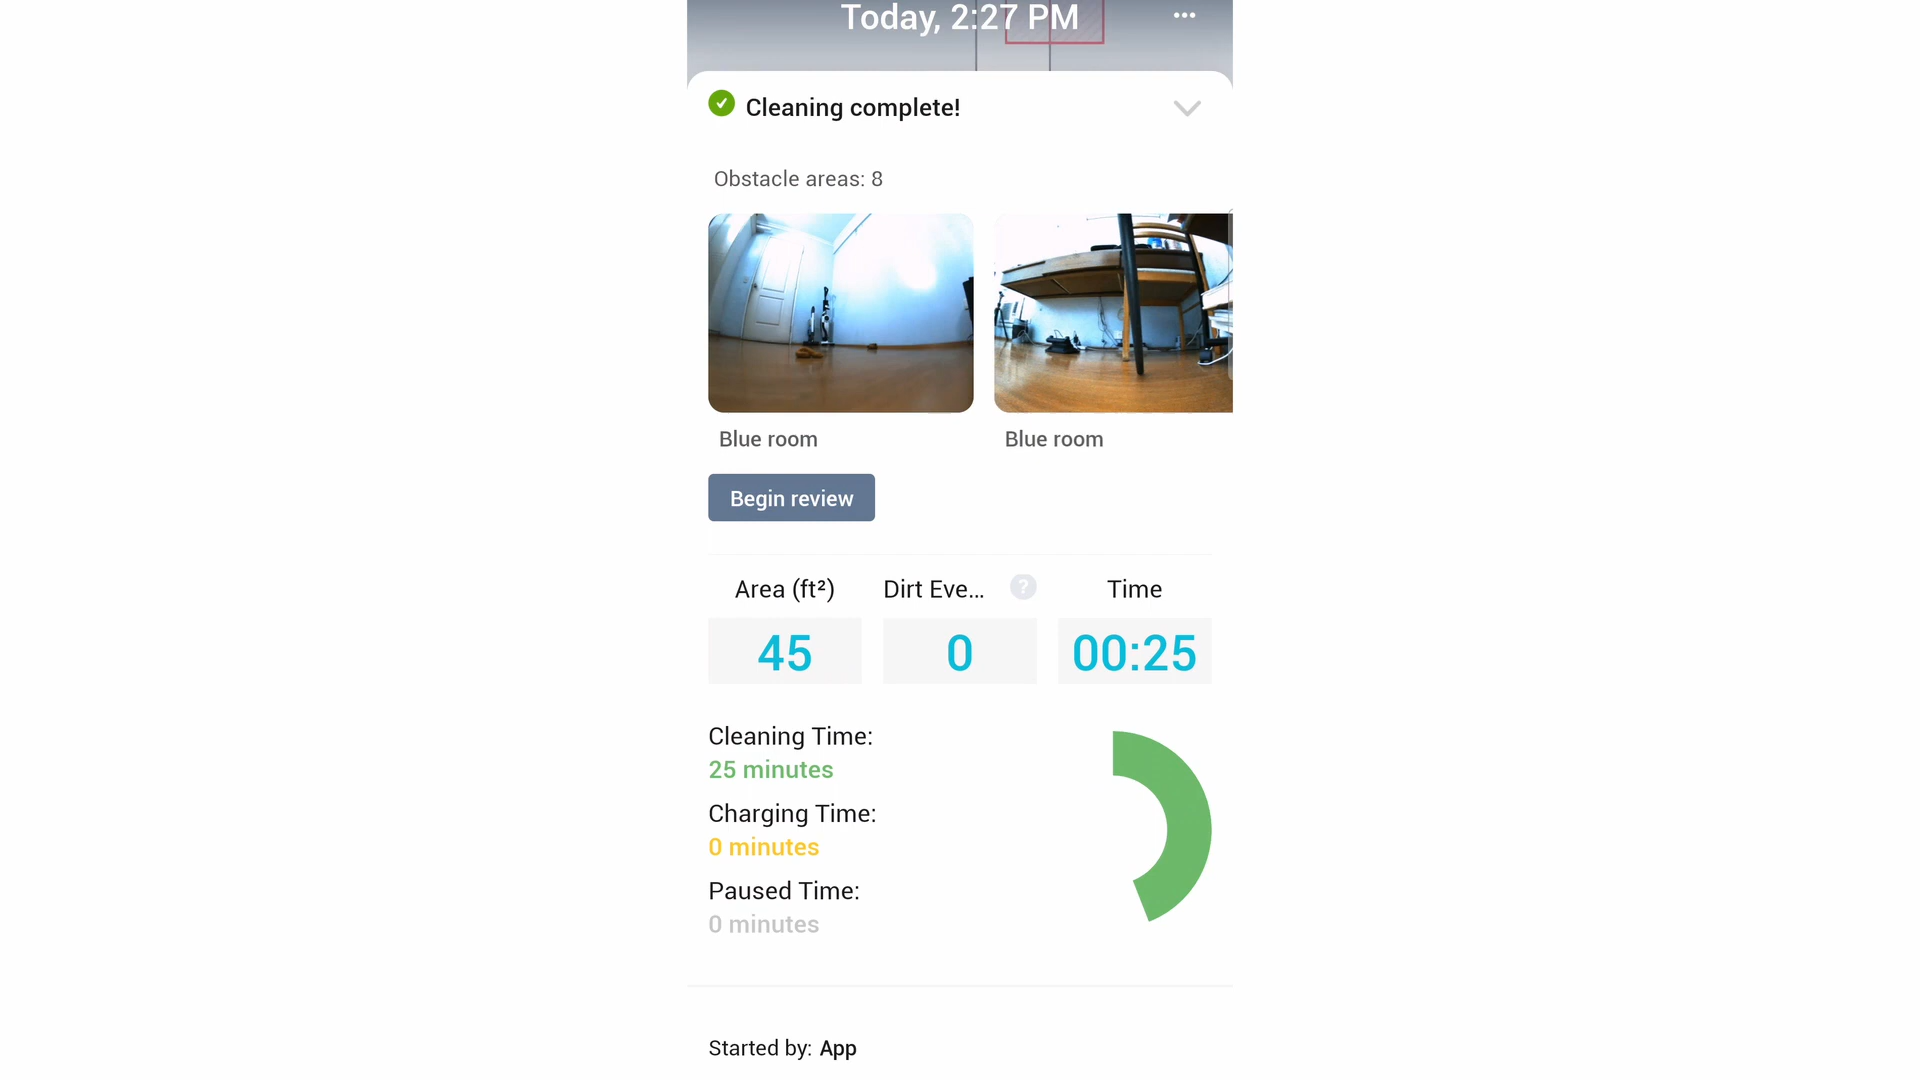 Today, 2:27 PM
Cleaning complete!
Obstacle areas: 8
Blue room
Blue room
Begin review
Area (ft²)
Dirt Eve...
?
Time
45
0
00:25
Cleaning Time:
25 minutes
Charging Time:
0 minutes
Paused Time:
0 minutes
Started by: App